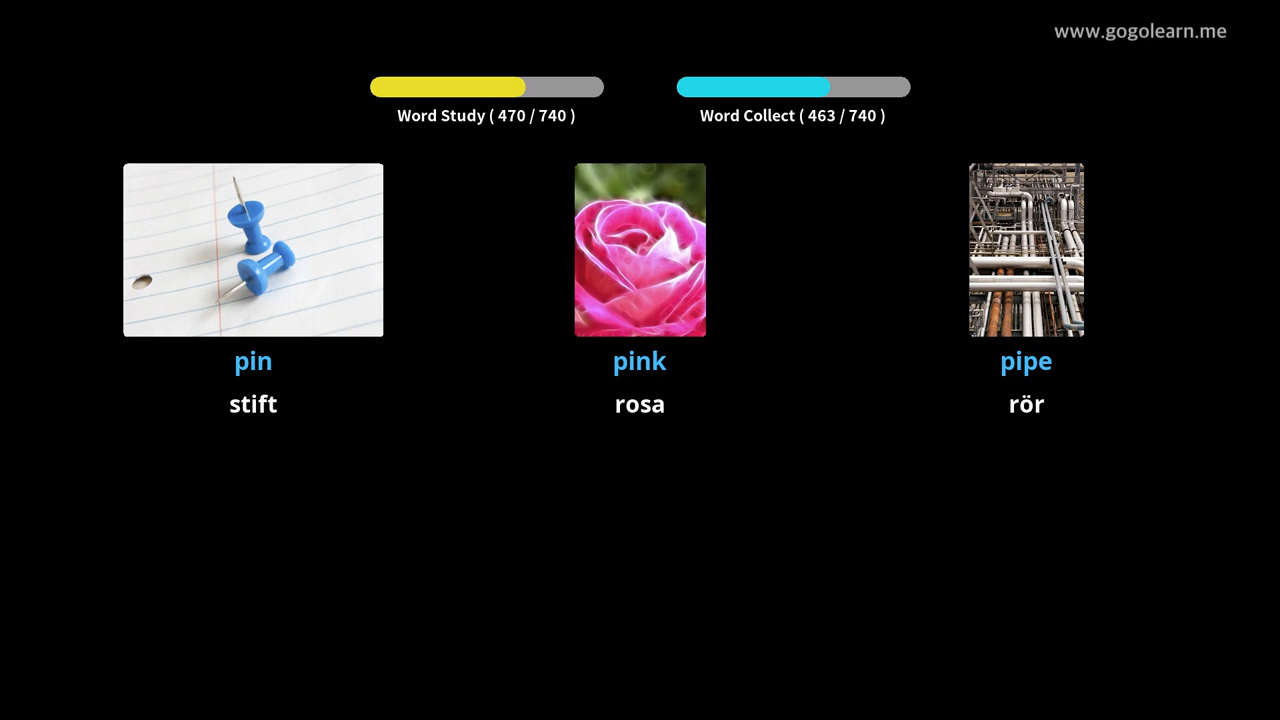 www.gogolearn.me
Word Study ( 470 / 740 )
Word Collect ( 463 / 740 )
pin
stift
pink
rosa
pipe
rör